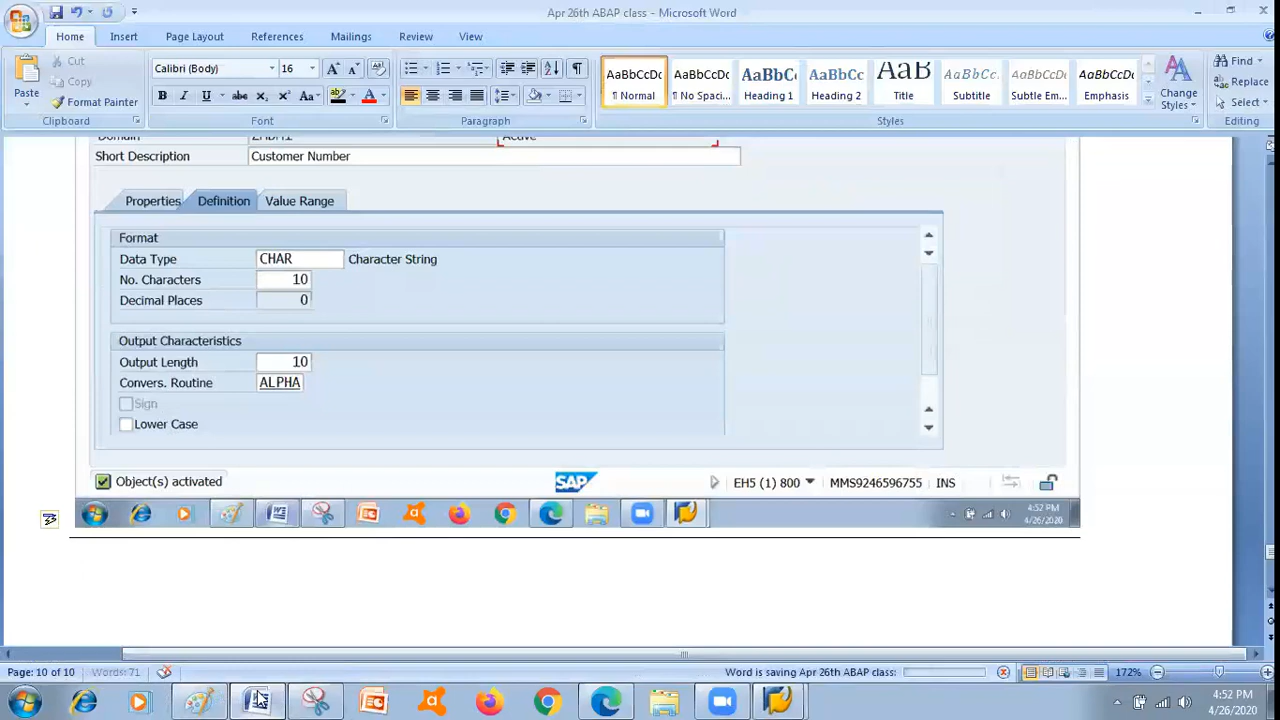 Apr 26th ABAP class - Microsoft Word
Home Insert Page Layout References Mailings Review View
Paste Cut Copy Format Painter Clipboard
Calibri (Body) 16 Font
Paragraph
AaBbCcDc AaBbCcDc AaBbC AaBbCc AaBb AaBbCc. AaBbCcDc AaBbCcDc
¶ Normal ¶ No Spaci... Heading 1 Heading 2 Title Subtitle Subtle Em... Emphasis
Change Styles Styles
Find Replace Select Editing
Domain Active
Short Description Customer Number
Properties Definition Value Range
Format
Data Type CHAR Character String
No. Characters 10
Decimal Places 0
Output Characteristics
Output Length 10
Convers. Routine ALPHA
Sign
Lower Case
Object(s) activated SAP EH5 (1) 800 MMS9246596755 INS
4:52 PM
4/26/2020
Page: 10 of 10 Words: 71 Word is saving Apr 26th ABAP class: 172%
4:52 PM
4/26/2020